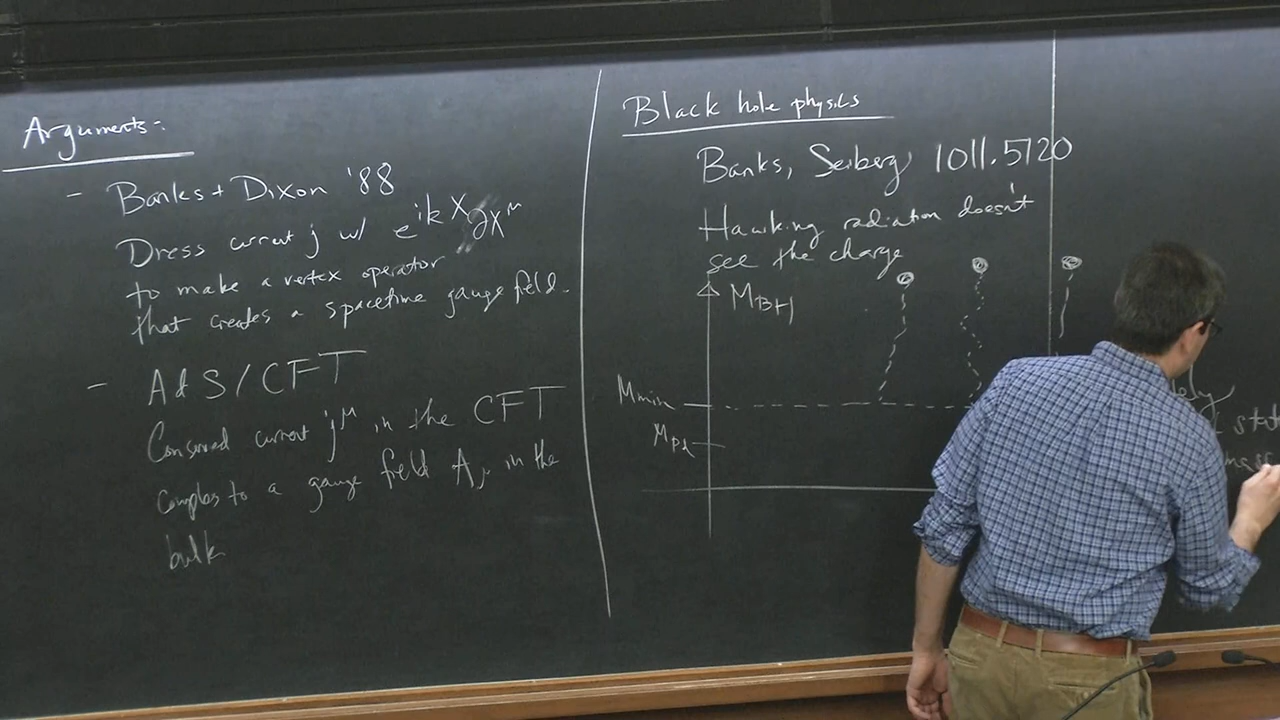 Arguments:
- Banks + Dixon '88
Dress current j w/ e^{ikX} ∂X^μ
to make a vertex operator
that creates a spacetime gauge field.
- AdS/CFT
Conserved current j^μ in the CFT
couples to a gauge field A_μ in the
bulk
Black hole physics
Banks, Seiberg 1011.5120
Hawking radiation doesn't
see the charge
M_BH
M_min
M_Pl